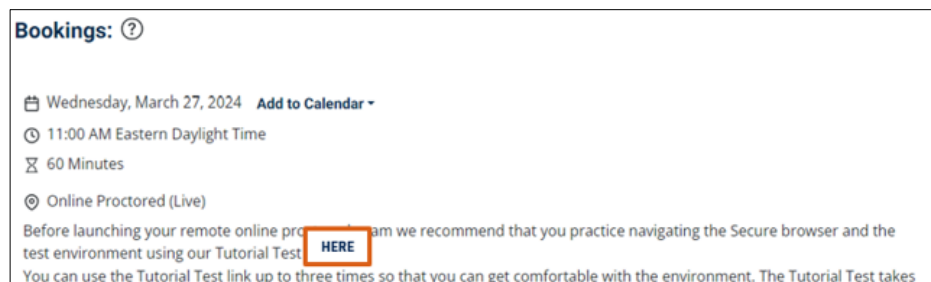 Bookings: ?
Wednesday, March 27, 2024 Add to Calendar
11:00 AM Eastern Daylight Time
60 Minutes
Online Proctored (Live)
Before launching your remote online we recommend that you practice navigating the Secure browser and the
test environment using our Tutorial Test HERE
You can use the Tutorial Test link up to three times so that you can get comfortable with the environment. The Tutorial Test takes